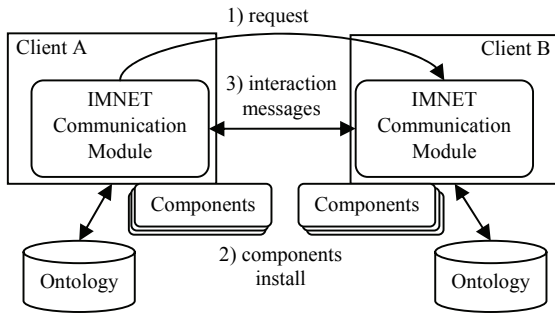 1) request
Client A
Client B
IMNET
Communication
Module
3) interaction
messages
IMNET
Communication
Module
Components
Components
2) components
install
Ontology
Ontology